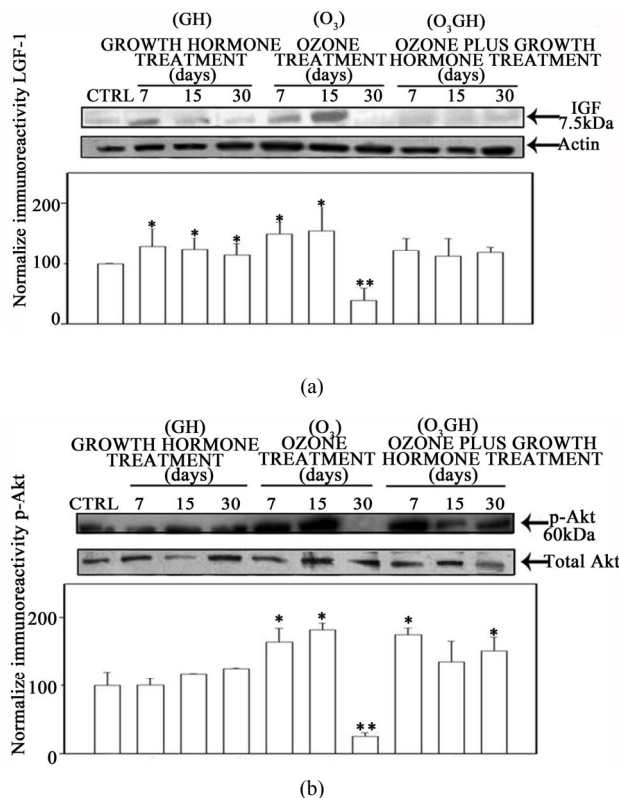 (GH) (O3) (O3GH)
GROWTH HORMONE OZONE OZONE PLUS GROWTH
TREATMENT TREATMENT HORMONE TREATMENT
(days) (days) (days)
CTRL 7 15 30 7 15 30 7 15 30
IGF
7.5kDa
Actin
Normalize immunoreactivity LGF-1
200
* * * * *
100
**
0
(a)
(GH) (O3) (O3GH)
GROWTH HORMONE OZONE OZONE PLUS GROWTH
TREATMENT TREATMENT HORMONE TREATMENT
(days) (days) (days)
CTRL 7 15 30 7 15 30 7 15 30
p-Akt
60kDa
Total Akt
Normalize immunoreactivity p-Akt
200
* * * *
100
**
0
(b)